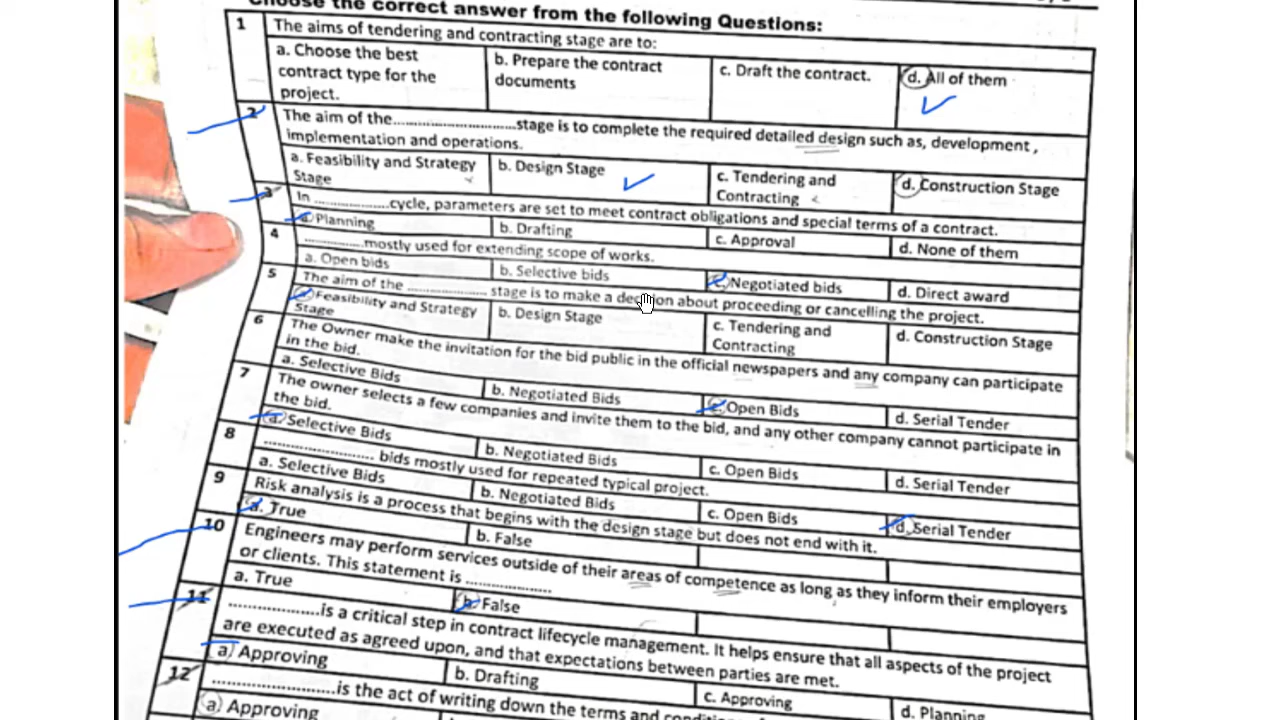 Choose the correct answer from the following Questions:
1 The aims of tendering and contracting stage are to:
a. Choose the best contract type for the project. b. Prepare the contract documents c. Draft the contract. d. All of them
2 The aim of the..............................stage is to complete the required detailed design such as, development ,
implementation and operations.
a. Feasibility and Strategy Stage b. Design Stage c. Tendering and Contracting d. Construction Stage
3 In ..................cycle, parameters are set to meet contract obligations and special terms of a contract.
a. Planning b. Drafting c. Approval d. None of them
4 ..............mostly used for extending scope of works.
a. Open bids b. Selective bids c. Negotiated bids d. Direct award
5 The aim of the ................... stage is to make a decision about proceeding or cancelling the project.
a. Feasibility and Strategy Stage b. Design Stage c. Tendering and Contracting d. Construction Stage
6 The Owner make the invitation for the bid public in the official newspapers and any company can participate
in the bid.
a. Selective Bids b. Negotiated Bids c. Open Bids d. Serial Tender
7 The owner selects a few companies and invite them to the bid, and any other company cannot participate in
the bid.
a. Selective Bids b. Negotiated Bids c. Open Bids d. Serial Tender
8 .......................... bids mostly used for repeated typical project.
a. Selective Bids b. Negotiated Bids c. Open Bids d. Serial Tender
9 Risk analysis is a process that begins with the design stage but does not end with it.
a. True b. False
10 Engineers may perform services outside of their areas of competence as long as they inform their employers
or clients. This statement is ....................
a. True b. False
11 .....................is a critical step in contract lifecycle management. It helps ensure that all aspects of the project
are executed as agreed upon, and that expectations between parties are met.
a) Approving b. Drafting c. Approving d. Planning
12 .............................is the act of writing down the terms and
a) Approving